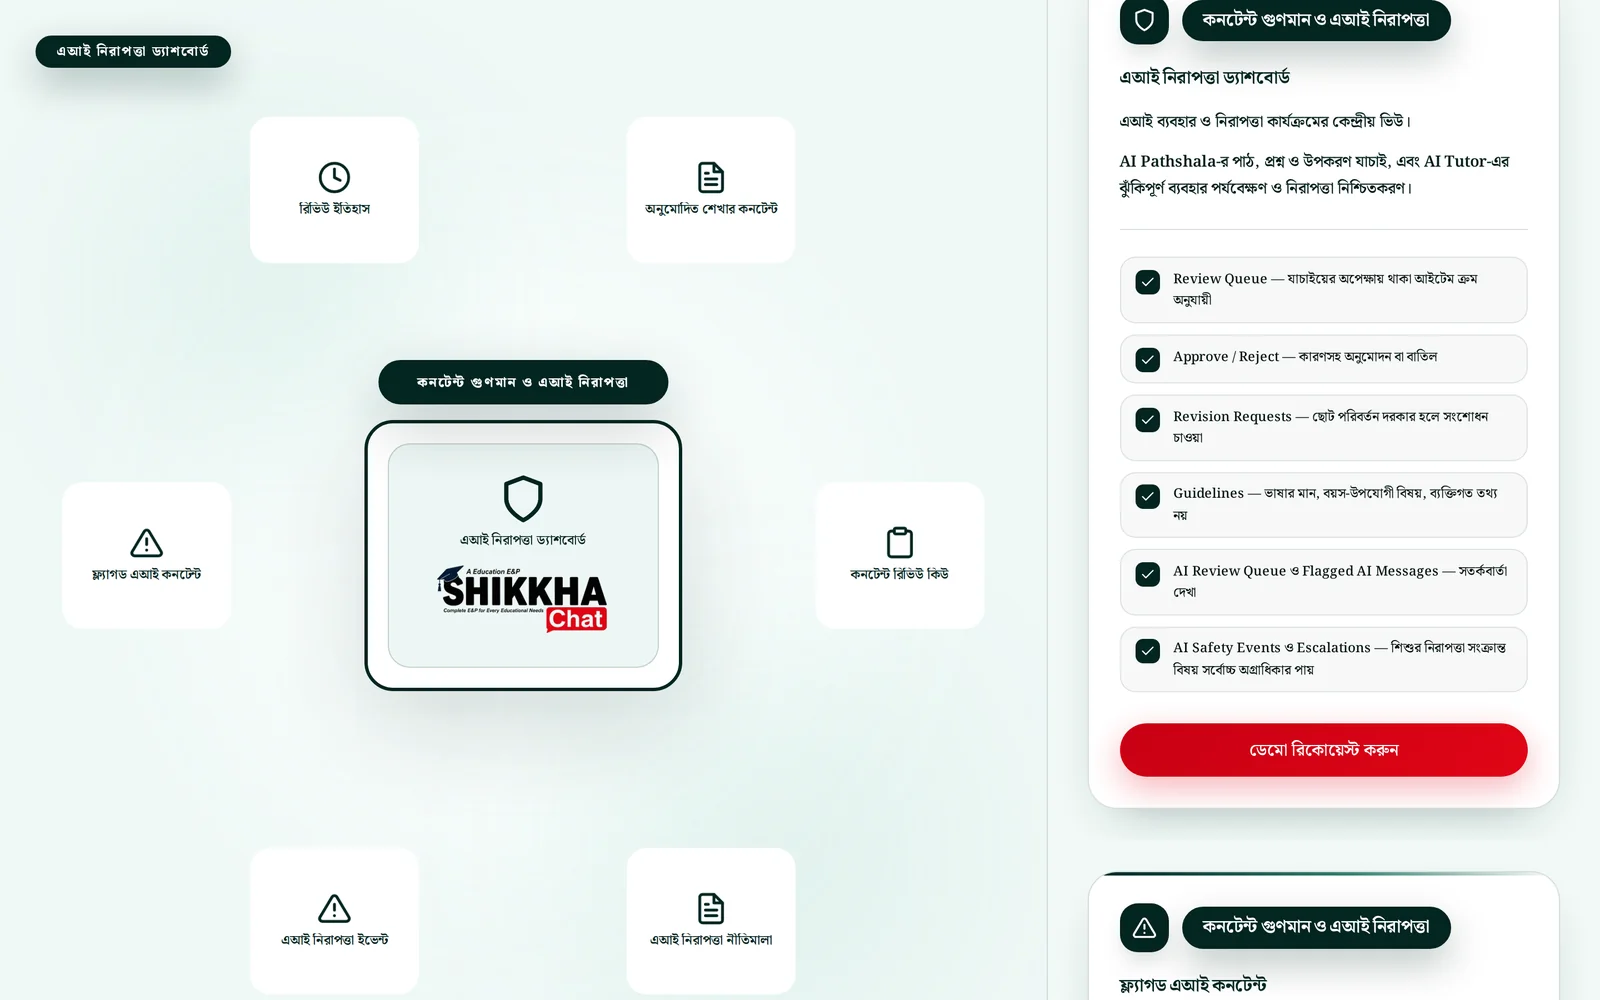 এআই নিরাপত্তা ড্যাশবোর্ড
রিভিউ ইতিহাস
অনুমোদিত শেখার কনটেন্ট
কনটেন্ট গুণমান ও এআই নিরাপত্তা
এআই নিরাপত্তা ড্যাশবোর্ড
A Education E&P
SHIKKHA
Complete E&P for Every Educational Needs
Chat
ফ্ল্যাগড এআই কনটেন্ট
কনটেন্ট রিভিউ কিউ
এআই নিরাপত্তা ইভেন্ট
এআই নিরাপত্তা নীতিমালা
কনটেন্ট গুণমান ও এআই নিরাপত্তা
এআই নিরাপত্তা ড্যাশবোর্ড
এআই ব্যবহার ও নিরাপত্তা কার্যক্রমের কেন্দ্রীয় ভিউ।
AI Pathshala-র পাঠ, প্রশ্ন ও উপকরণ যাচাই, এবং AI Tutor-এর
ঝুঁকিপূর্ণ ব্যবহার পর্যবেক্ষণ ও নিরাপত্তা নিশ্চিতকরণ।
Review Queue — যাচাইয়ের অপেক্ষায় থাকা আইটেম ক্রম
অনুযায়ী
Approve / Reject — কারণসহ অনুমোদন বা বাতিল
Revision Requests — ছোট পরিবর্তন দরকার হলে সংশোধন
চাওয়া
Guidelines — ভাষার মান, বয়স-উপযোগী বিষয়, ব্যক্তিগত তথ্য
নয়
AI Review Queue ও Flagged AI Messages — সতর্কবার্তা
দেখা
AI Safety Events ও Escalations — শিশুর নিরাপত্তা সংক্রান্ত
বিষয় সর্বোচ্চ অগ্রাধিকার পায়
ডেমো রিকোয়েস্ট করুন
কনটেন্ট গুণমান ও এআই নিরাপত্তা
ফ্ল্যাগড এআই কনটেন্ট